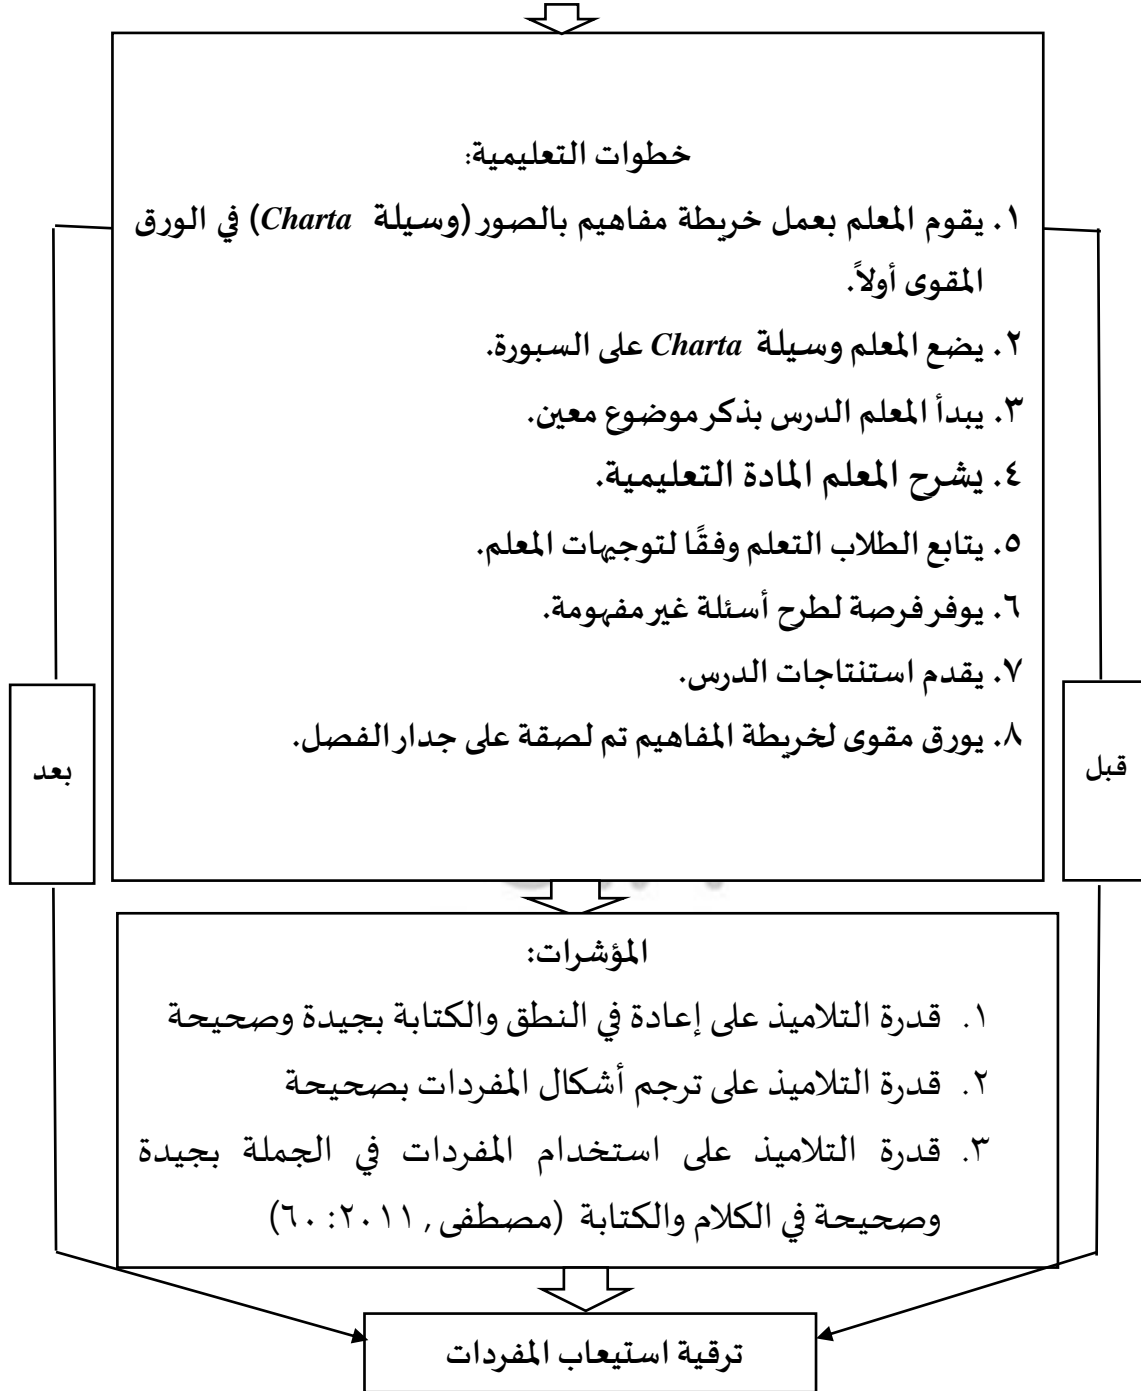 خطوات التعليمية:
١. يقوم المعلم بعمل خريطة مفاهيم بالصور (وسيلة Charta) في الورق
المقوى أولاً.
٢. يضع المعلم وسيلة Charta على السبورة.
٣. يبدأ المعلم الدرس بذكر موضوع معين.
٤. يشرح المعلم المادة التعليمية.
٥. يتابع الطلاب التعلم وفقًا لتوجيهات المعلم.
٦. يوفر فرصة لطرح أسئلة غير مفهومة.
٧. يقدم استنتاجات الدرس.
٨. يورق مقوى لخريطة المفاهيم تم لصقة على جدار الفصل.
قبل
بعد
المؤشرات:
١. قدرة التلاميذ على إعادة في النطق والكتابة بجيدة وصحيحة
٢. قدرة التلاميذ على ترجم أشكال المفردات بصحيحة
٣. قدرة التلاميذ على استخدام المفردات في الجملة بجيدة
وصحيحة في الكلام والكتابة (مصطفى, ٢٠١١: ٦٠)
ترقية استيعاب المفردات